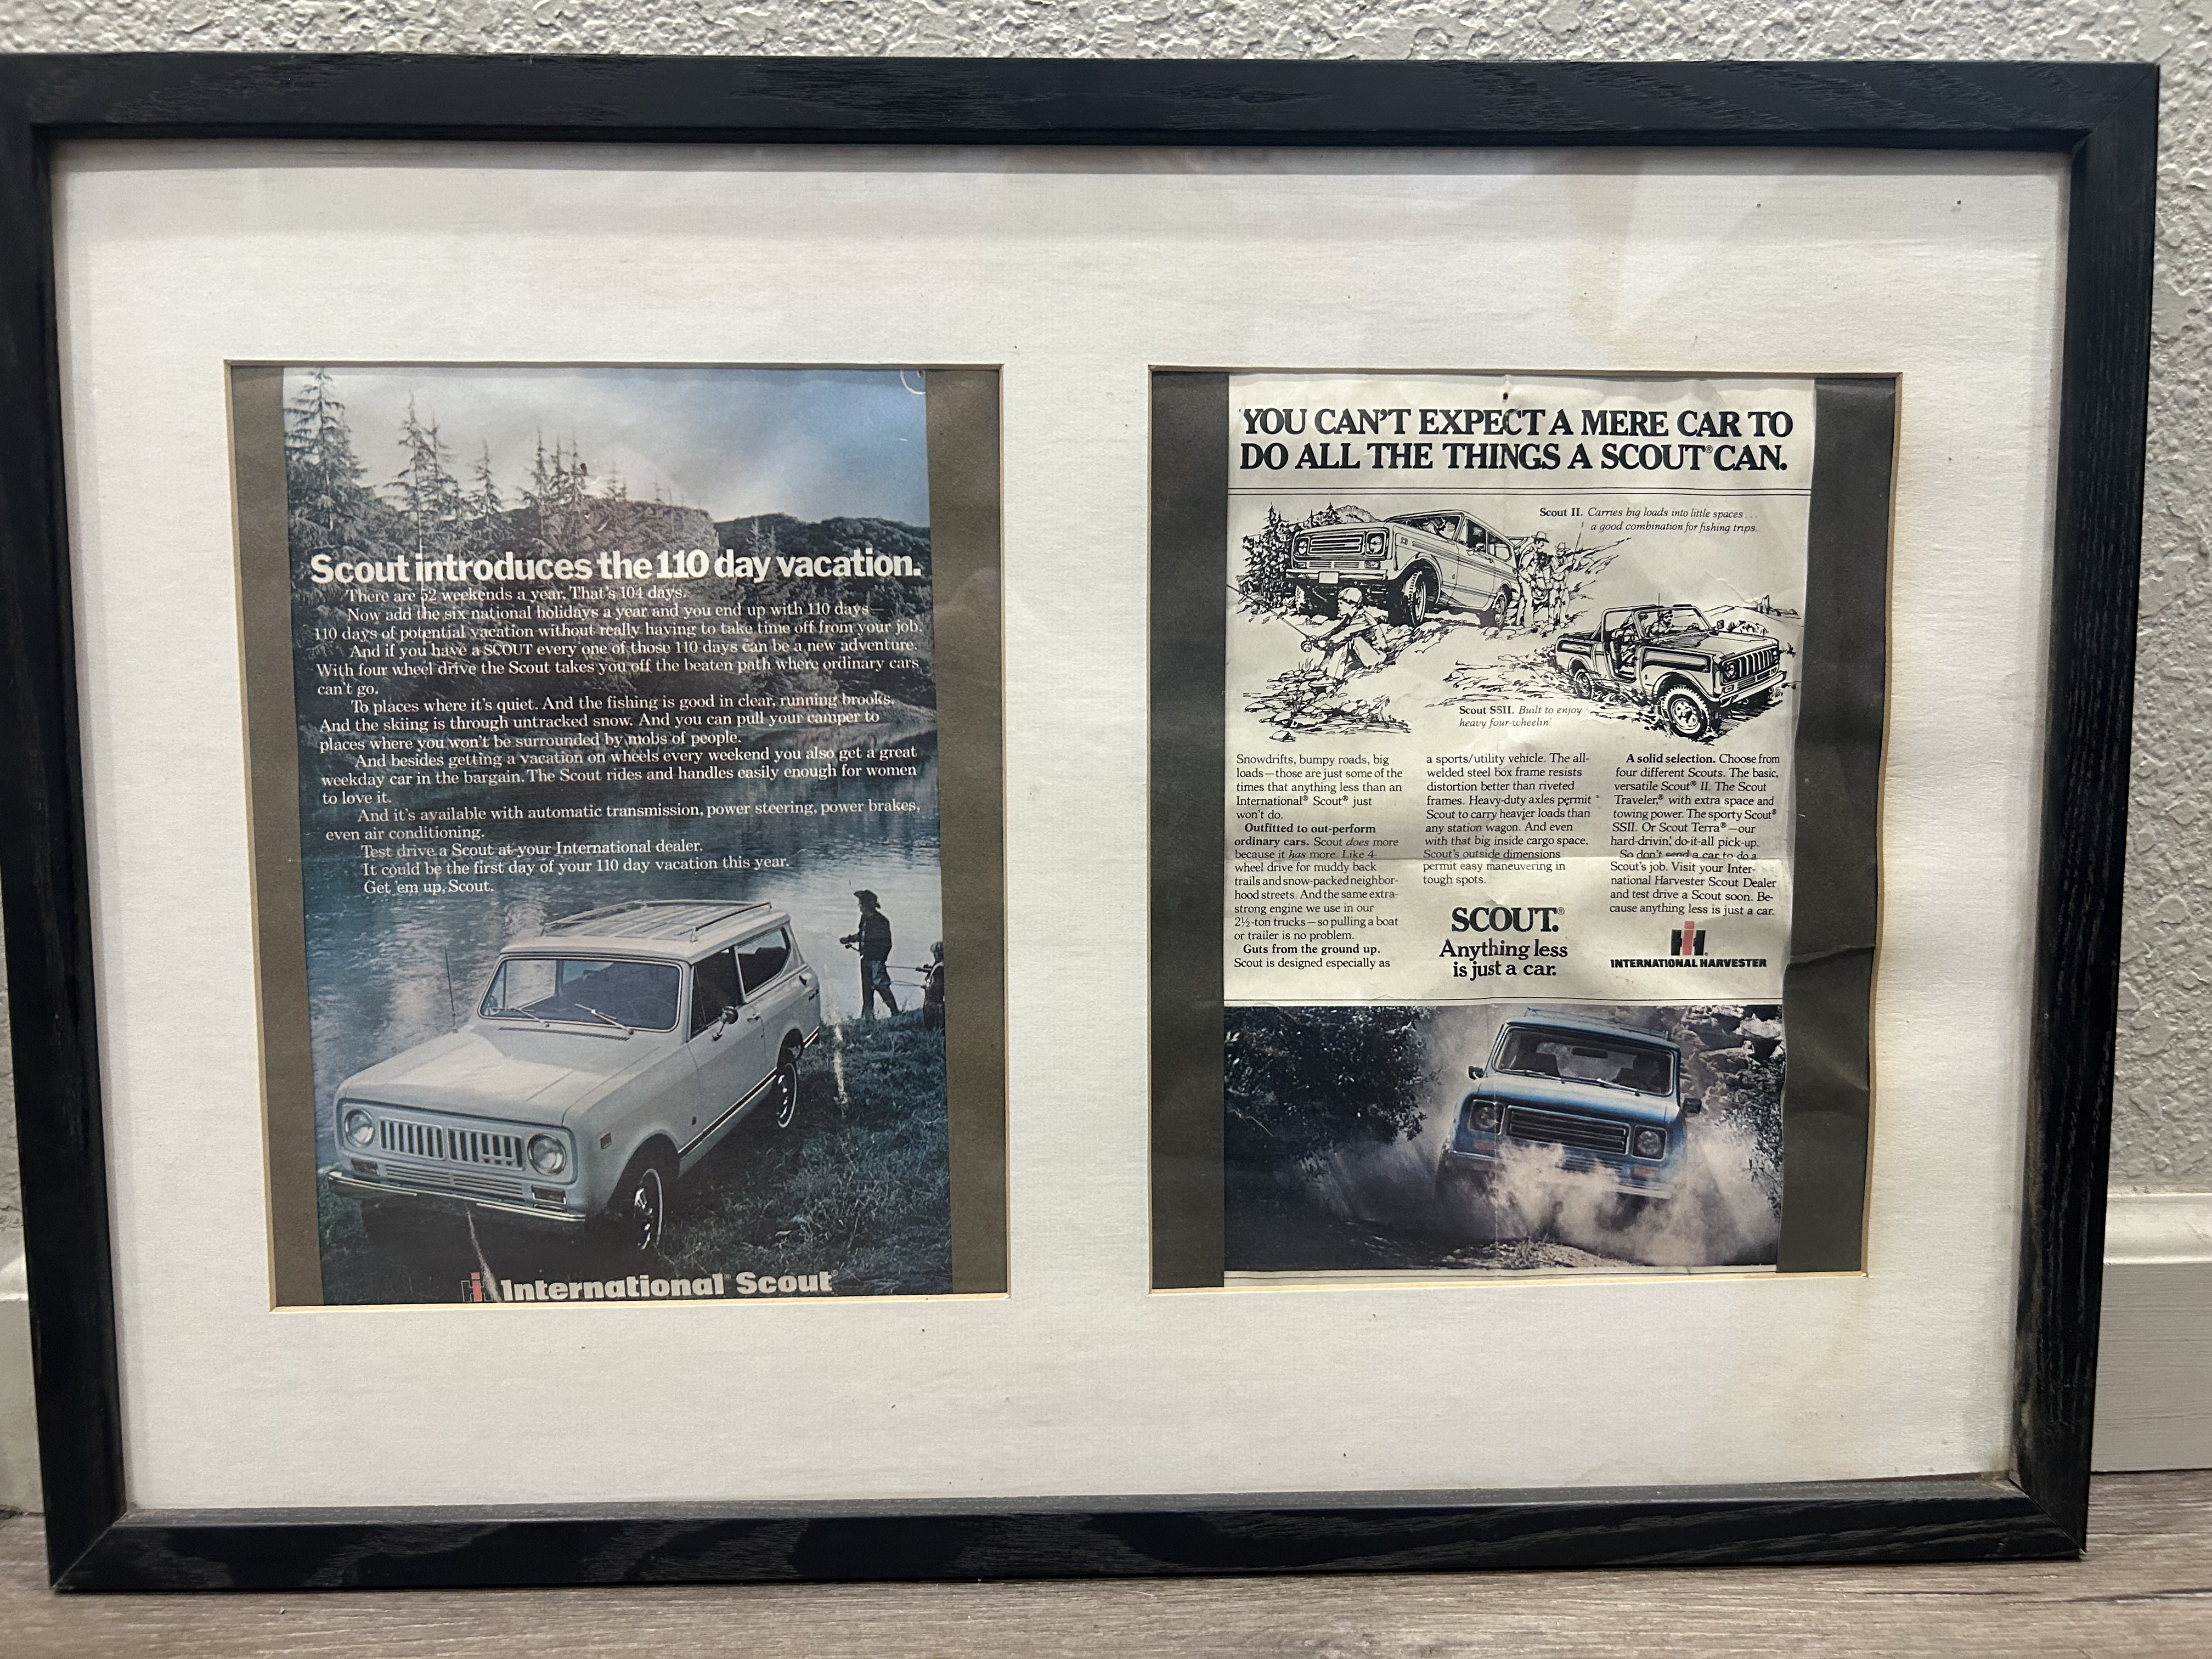 Scout introduces the 110 day vacation.
There are 52 weekends a year. That's 104 days.
Now add the six national holidays a year and you end up with 110 days—
110 days of potential vacation without really having to take time off from your job.
And if you have a SCOUT every one of those 110 days can be a new adventure.
With four wheel drive the Scout takes you off the beaten path where ordinary cars
can't go.
To places where it's quiet. And the fishing is good in clear, running brooks.
And the skiing is through untracked snow. And you can pull your camper to
places where you won't be surrounded by mobs of people.
And besides getting a vacation on wheels every weekend you also get a great
weekday car in the bargain. The Scout rides and handles easily enough for women
to love it.
And it's available with automatic transmission, power steering, power brakes,
even air conditioning.
Test drive a Scout at your International dealer.
It could be the first day of your 110 day vacation this year.
Get 'em up, Scout.
International® Scout®
YOU CAN'T EXPECT A MERE CAR TO
DO ALL THE THINGS A SCOUT® CAN.
Scout II. Carries big loads into little spaces . . .
a good combination for fishing trips.
Scout SSII. Built to enjoy
heavy four-wheelin'.
Snowdrifts, bumpy roads, big
loads—those are just some of the
times that anything less than an
International® Scout® just
won't do.
Outfitted to out-perform
ordinary cars. Scout does more
because it has more. Like 4-
wheel drive for muddy back
trails and snow-packed neighbor-
hood streets. And the same extra-
strong engine we use in our
2½-ton trucks—so pulling a boat
or trailer is no problem.
Guts from the ground up.
Scout is designed especially as
a sports/utility vehicle. The all-
welded steel box frame resists
distortion better than riveted
frames. Heavy-duty axles permit
Scout to carry heavier loads than
any station wagon. And even
with that big inside cargo space,
Scout's outside dimensions
permit easy maneuvering in
tough spots.
SCOUT.®
Anything less
is just a car.
A solid selection. Choose from
four different Scouts. The basic,
versatile Scout® II. The Scout
Traveler,® with extra space and
towing power. The sporty Scout®
SSII. Or Scout Terra®—our
hard-drivin', do-it-all pick-up.
So don't send a car to do a
Scout's job. Visit your Inter-
national Harvester Scout Dealer
and test drive a Scout soon. Be-
cause anything less is just a car.
INTERNATIONAL HARVESTER